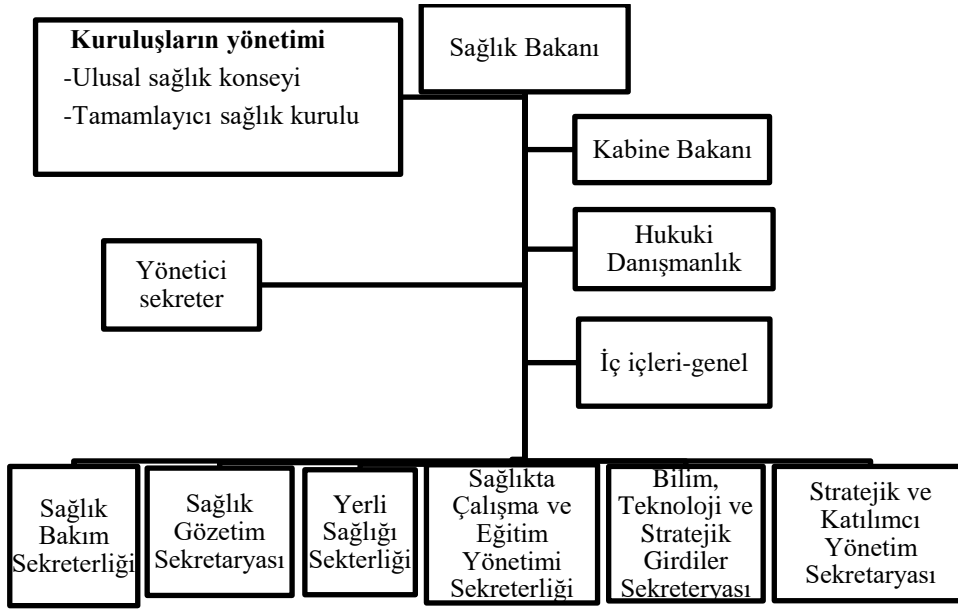 Kuruluşların yönetimi
-Ulusal sağlık konseyi
-Tamamlayıcı sağlık kurulu
Sağlık Bakanı
Kabine Bakanı
Hukuki
Danışmanlık
Yönetici
sekreter
İç içleri-genel
Sağlık
Bakım
Sekreterliği
Sağlık
Gözetim
Sekretaryası
Yerli
Sağlığı
Sekterliği
Sağlıkta
Çalışma ve
Eğitim
Yönetimi
Sekreterliği
Bilim,
Teknoloji ve
Stratejik
Girdiler
Sekreteryası
Stratejik ve
Katılımcı
Yönetim
Sekretaryası